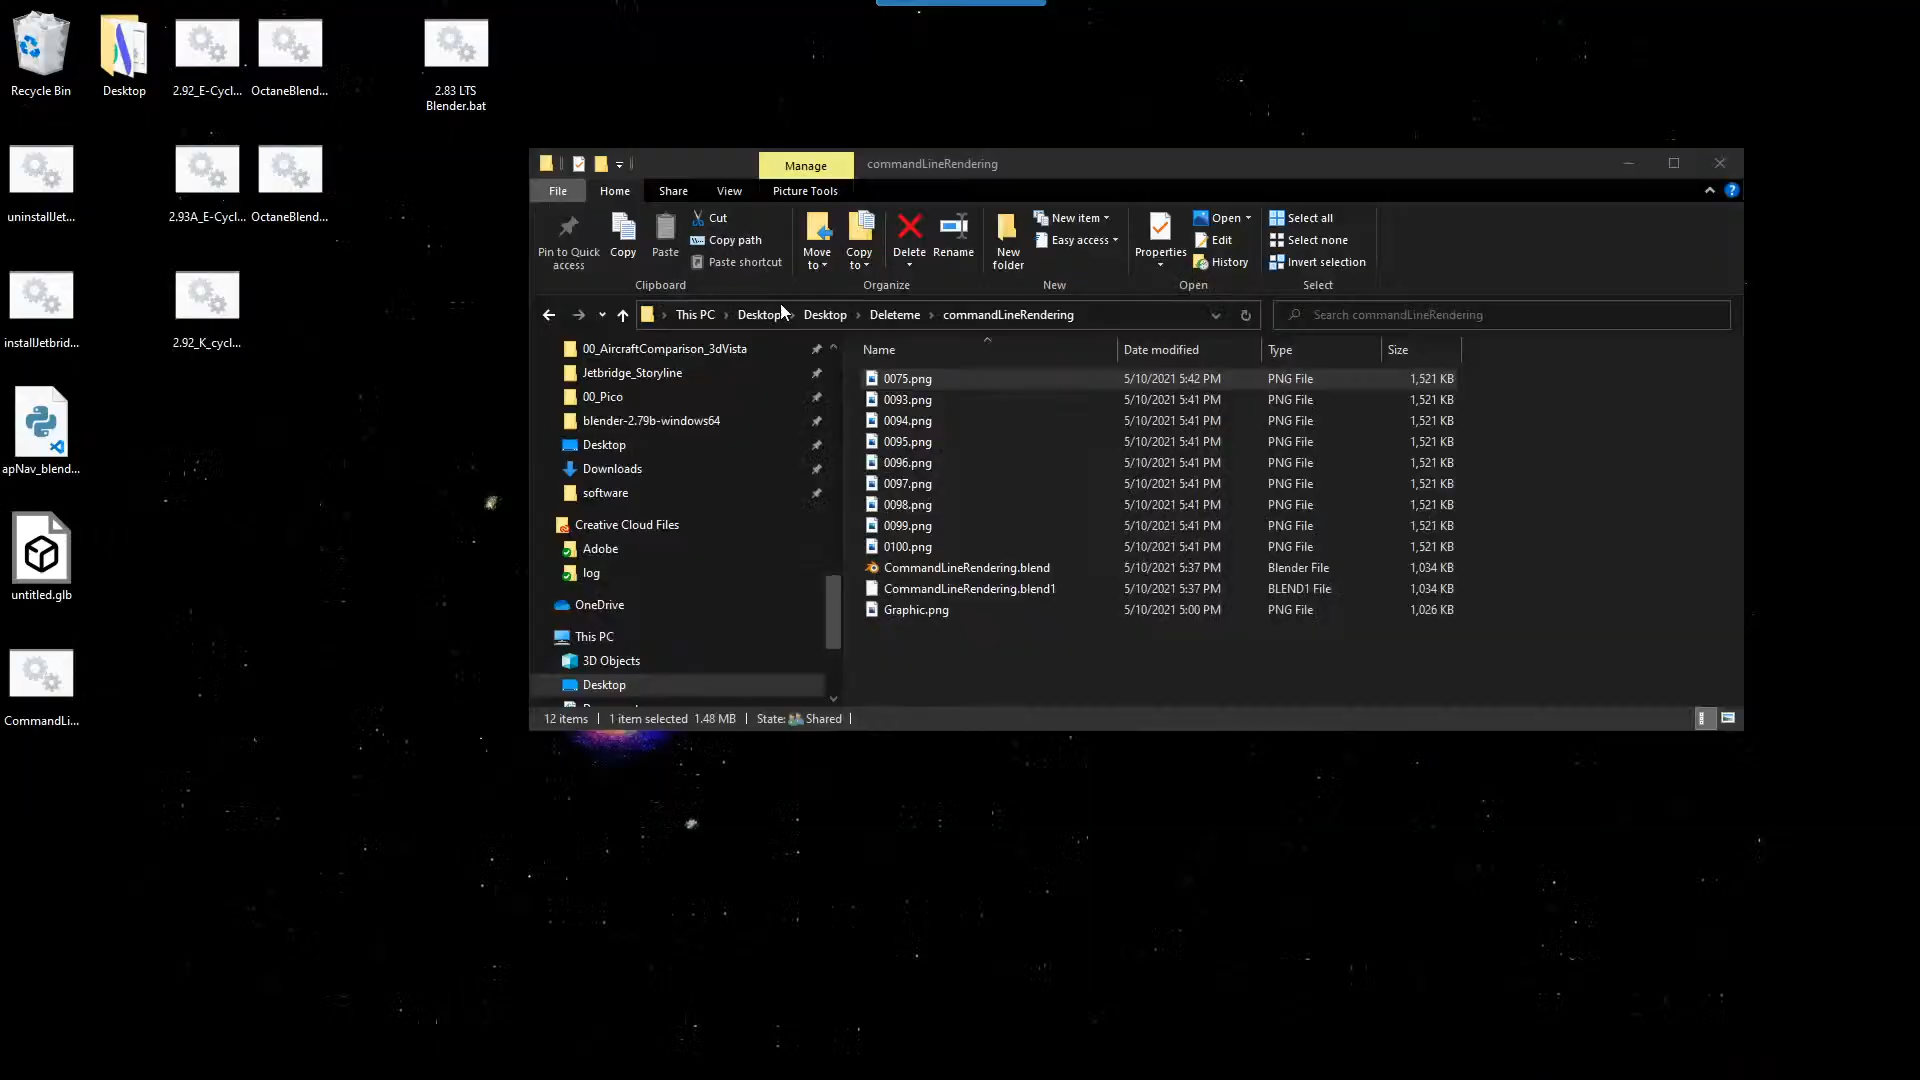 Recycle Bin
Desktop
2.92_E-Cycl...
OctaneBlend...
2.83 LTS
Blender.bat
uninstallJet...
2.93A_E-Cycl...
OctaneBlend...
installJetbrid...
2.92_K_cycl...
apNav_blend...
untitled.glb
CommandLi...
Manage
commandLineRendering
File
Home
Share
View
Picture Tools
Pin to Quick
access
Copy
Paste
Cut
Copy path
Paste shortcut
Clipboard
Move
to
Copy
to
Delete
Rename
Organize
New
folder
New item
Easy access
New
Properties
Open
Edit
History
Open
Select all
Select none
Invert selection
Select
This PC > Desktop > Desktop > Deleteme > commandLineRendering
Search commandLineRendering
00_AircraftComparison_3dVista
Jetbridge_Storyline
00_Pico
blender-2.79b-windows64
Desktop
Downloads
software
Creative Cloud Files
Adobe
log
OneDrive
This PC
3D Objects
Desktop
Name Date modified Type Size
0075.png 5/10/2021 5:42 PM PNG File 1,521 KB
0093.png 5/10/2021 5:41 PM PNG File 1,521 KB
0094.png 5/10/2021 5:41 PM PNG File 1,521 KB
0095.png 5/10/2021 5:41 PM PNG File 1,521 KB
0096.png 5/10/2021 5:41 PM PNG File 1,521 KB
0097.png 5/10/2021 5:41 PM PNG File 1,521 KB
0098.png 5/10/2021 5:41 PM PNG File 1,521 KB
0099.png 5/10/2021 5:41 PM PNG File 1,521 KB
0100.png 5/10/2021 5:41 PM PNG File 1,521 KB
CommandLineRendering.blend 5/10/2021 5:37 PM Blender File 1,034 KB
CommandLineRendering.blend1 5/10/2021 5:37 PM BLEND1 File 1,034 KB
Graphic.png 5/10/2021 5:00 PM PNG File 1,026 KB
12 items | 1 item selected 1.48 MB | State: Shared |